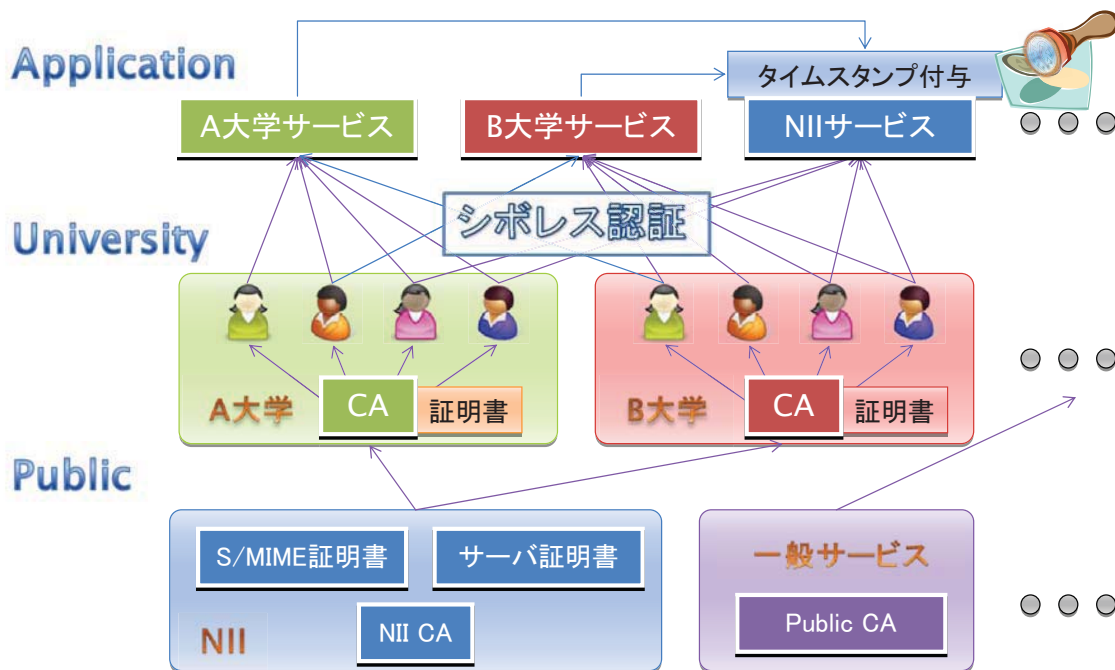 Application
タイムスタンプ付与
A大学サービス
B大学サービス
NIIサービス
シボレス認証
University
A大学
CA
証明書
B大学
CA
証明書
Public
S/MIME証明書
サーバ証明書
NII
NII CA
一般サービス
Public CA